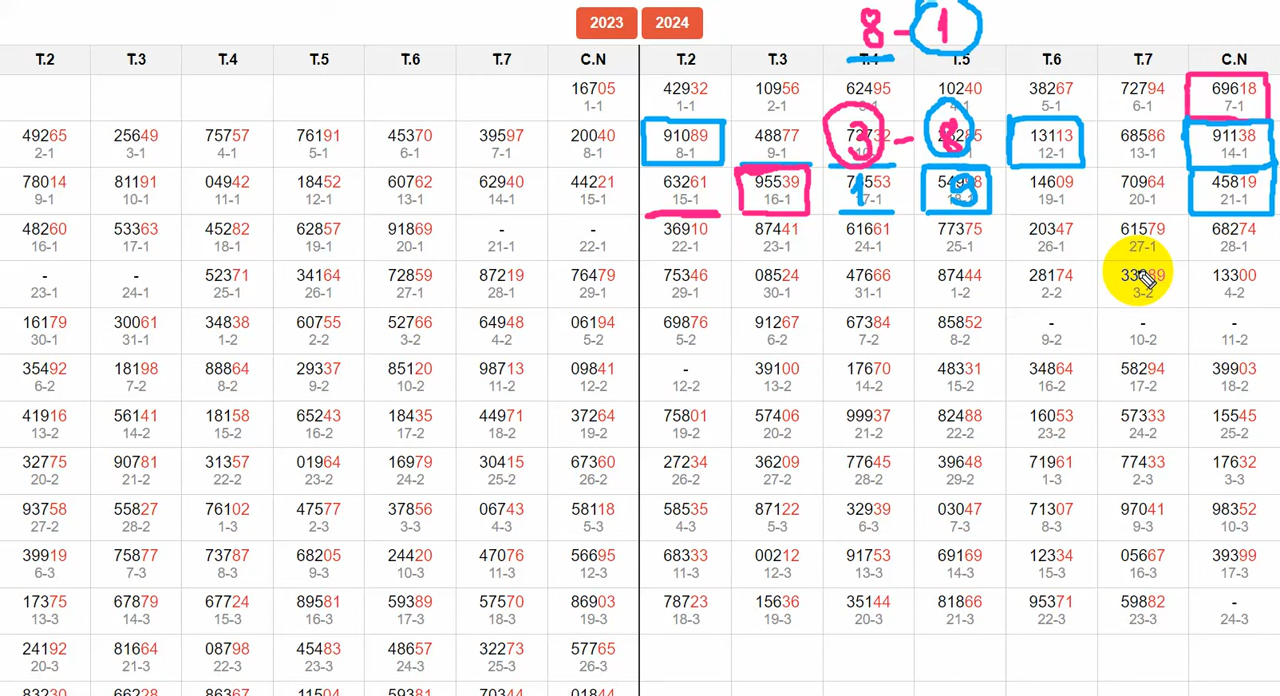 2023 2024
8 - 1
T.2 T.3 T.4 T.5 T.6 T.7 C.N T.2 T.3 T.4 T.5 T.6 T.7 C.N
16705 42932 10956 62495 10240 38267 72794 69618
1-1 1-1 2-1 3-1 4-1 5-1 6-1 7-1
49265 25649 75757 76191 45370 39597 20040 91089 48877 3 - 8 13113 68586 91138
2-1 3-1 4-1 5-1 6-1 7-1 8-1 8-1 9-1 12-1 13-1 14-1
78014 81191 04942 18452 60762 62940 44221 63261 95539 1 9 14609 70964 45819
9-1 10-1 11-1 12-1 13-1 14-1 15-1 15-1 16-1 17-1 18-1 19-1 20-1 21-1
48260 53363 45282 62857 91869 - - 36910 87441 61661 77375 20347 61579 68274
16-1 17-1 18-1 19-1 20-1 21-1 22-1 22-1 23-1 24-1 25-1 26-1 27-1 28-1
- - 52371 34164 72859 87219 76479 75346 08524 47666 87444 28174 13300
23-1 24-1 25-1 26-1 27-1 28-1 29-1 29-1 30-1 31-1 1-2 2-2 3-2 4-2
16179 30061 34838 60755 52766 64948 06194 69876 91267 67384 85852 - - -
30-1 31-1 1-2 2-2 3-2 4-2 5-2 5-2 6-2 7-2 8-2 9-2 10-2 11-2
35492 18198 88864 29337 85120 98713 09841 - 39100 17670 48331 34864 58294 39903
6-2 7-2 8-2 9-2 10-2 11-2 12-2 12-2 13-2 14-2 15-2 16-2 17-2 18-2
41916 56141 18158 65243 18435 44971 37264 75801 57406 99937 82488 16053 57333 15545
13-2 14-2 15-2 16-2 17-2 18-2 19-2 19-2 20-2 21-2 22-2 23-2 24-2 25-2
32775 90781 31357 01964 16979 30415 67360 27234 36209 77645 39648 71961 77433 17632
20-2 21-2 22-2 23-2 24-2 25-2 26-2 26-2 27-2 28-2 29-2 1-3 2-3 3-3
93758 55827 76102 47577 37856 06743 58118 58535 87122 32939 03047 71307 97041 98352
27-2 28-2 1-3 2-3 3-3 4-3 5-3 4-3 5-3 6-3 7-3 8-3 9-3 10-3
39919 75877 73787 68205 24420 47076 56695 68333 00212 91753 69169 12334 05667 39399
6-3 7-3 8-3 9-3 10-3 11-3 12-3 11-3 12-3 13-3 14-3 15-3 16-3 17-3
17375 67879 67724 89581 59389 57570 86903 78723 15636 35144 81866 95371 59882 -
13-3 14-3 15-3 16-3 17-3 18-3 19-3 18-3 19-3 20-3 21-3 22-3 23-3 24-3
24192 81664 08798 45483 48657 32273 57765
20-3 21-3 22-3 23-3 24-3 25-3 26-3
83230 66228 86367 11504 59381 70344 01844